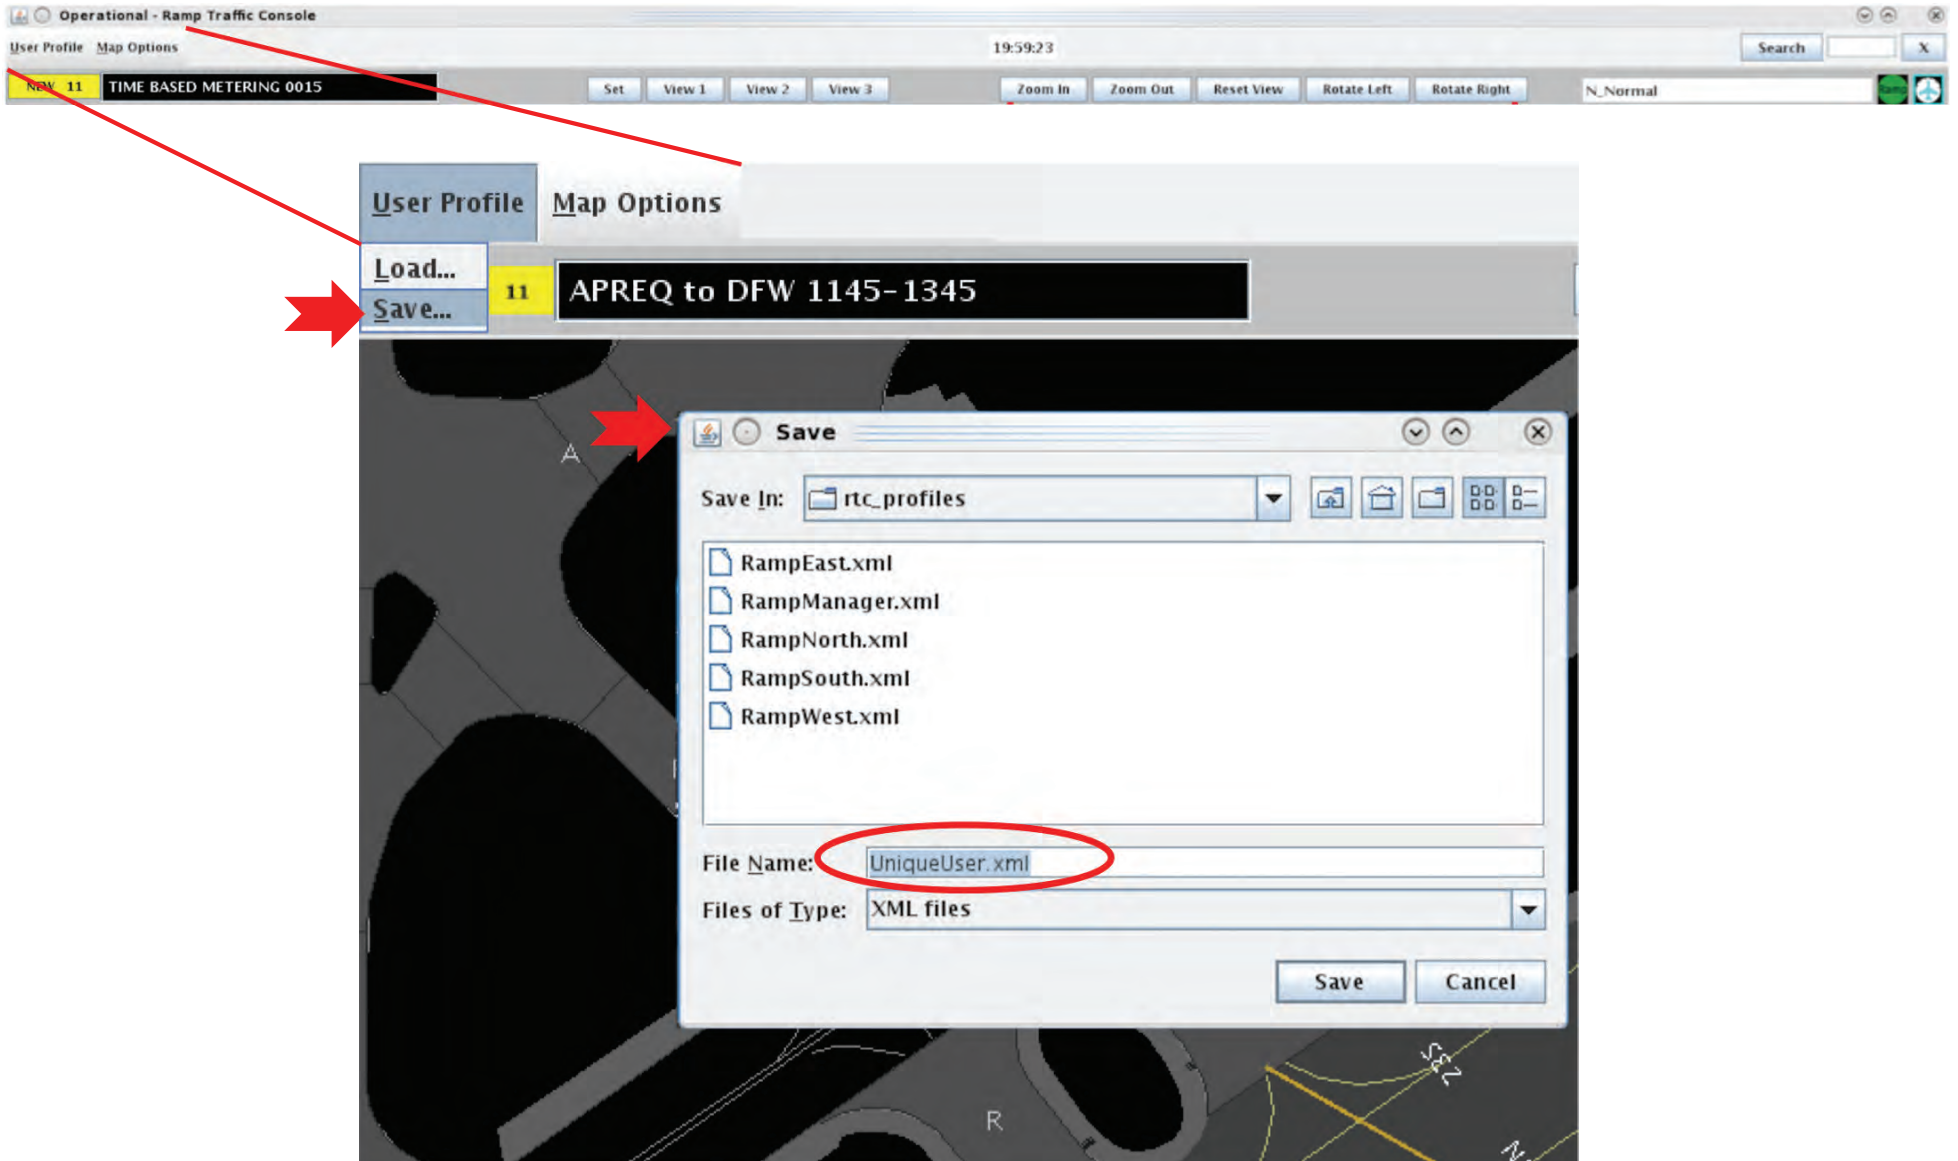 Operational - Ramp Traffic Console
User Profile Map Options 19:59:23 Search X
NEW 11 TIME BASED METERING 0015 Set View 1 View 2 View 3 Zoom In Zoom Out Reset View Rotate Left Rotate Right N_Normal Ramp
User Profile Map Options
Load...
Save...
11 APREQ to DFW 1145-1345
A
Save
Save In: rtc_profiles
RampEast.xml
RampManager.xml
RampNorth.xml
RampSouth.xml
RampWest.xml
File Name: UniqueUser.xml
Files of Type: XML files
Save Cancel
R